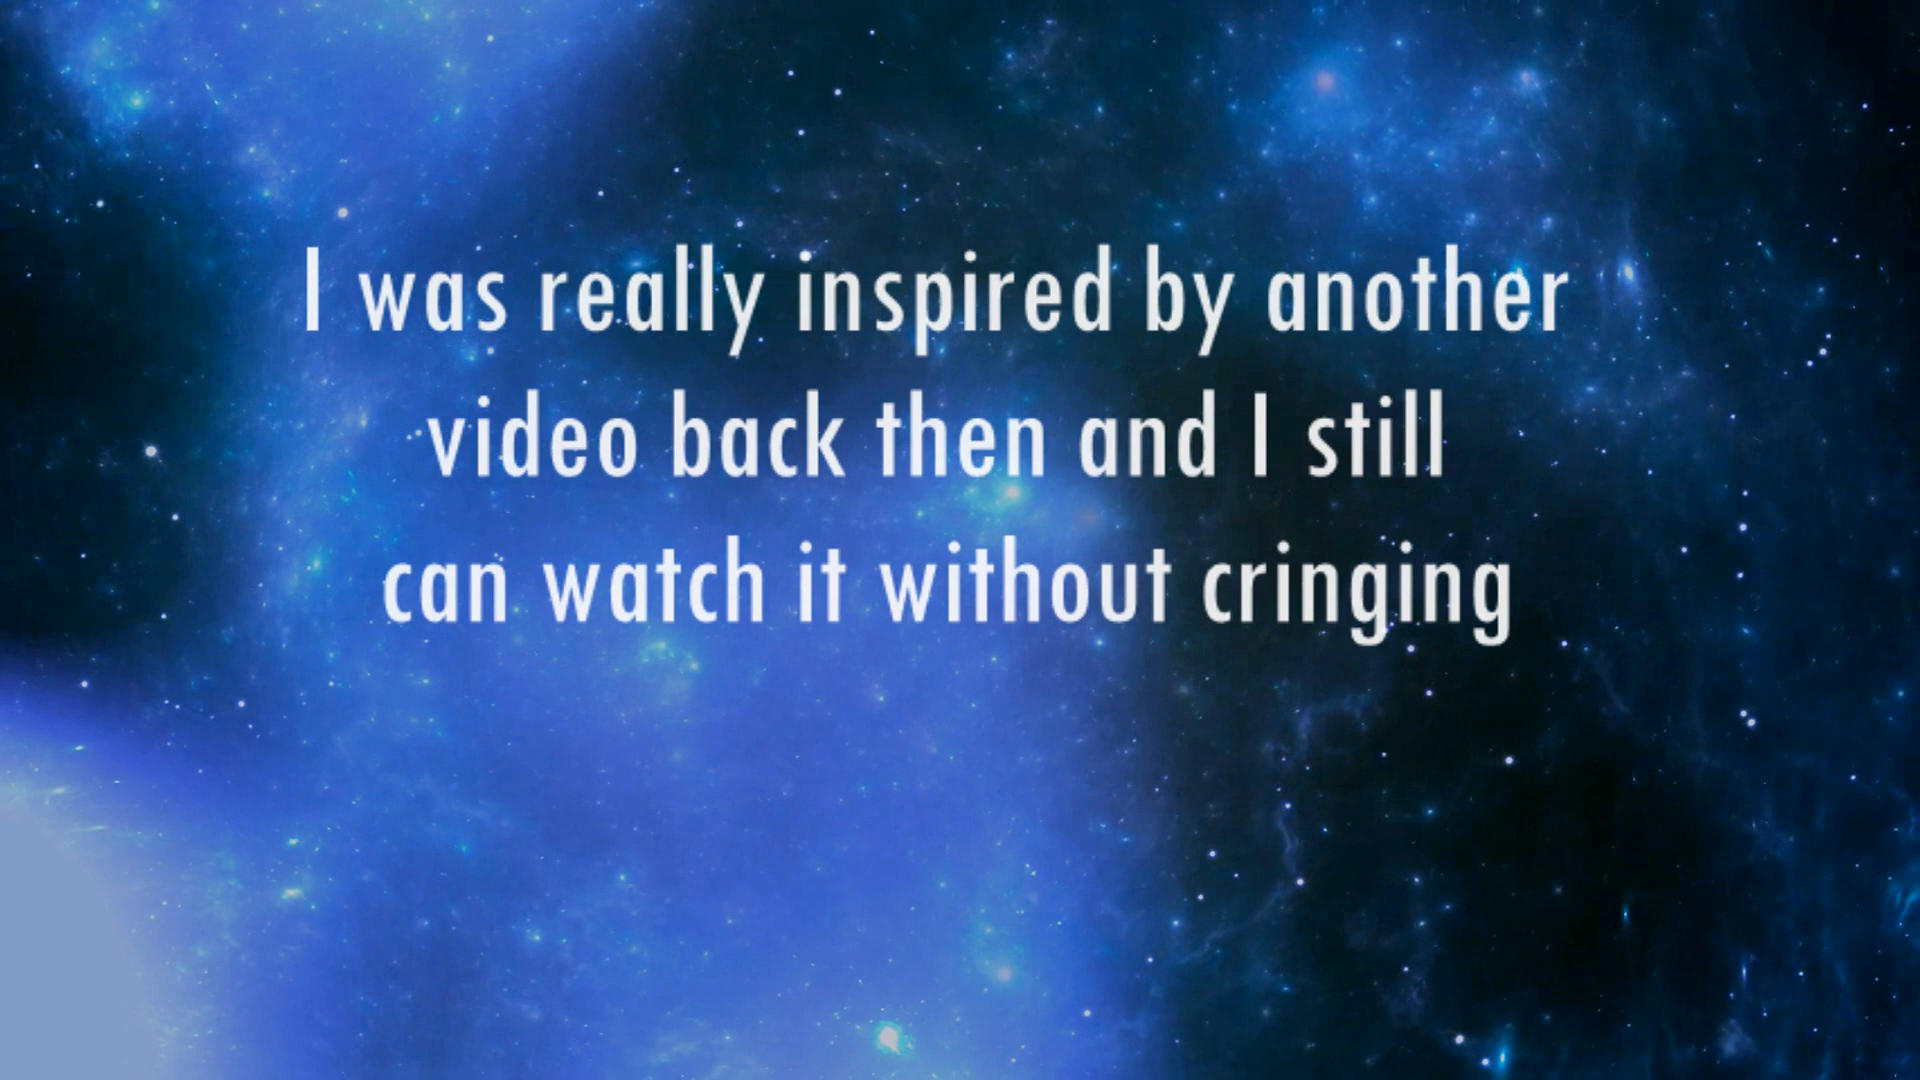 I was really inspired by another
video back then and I still
can watch it without cringing